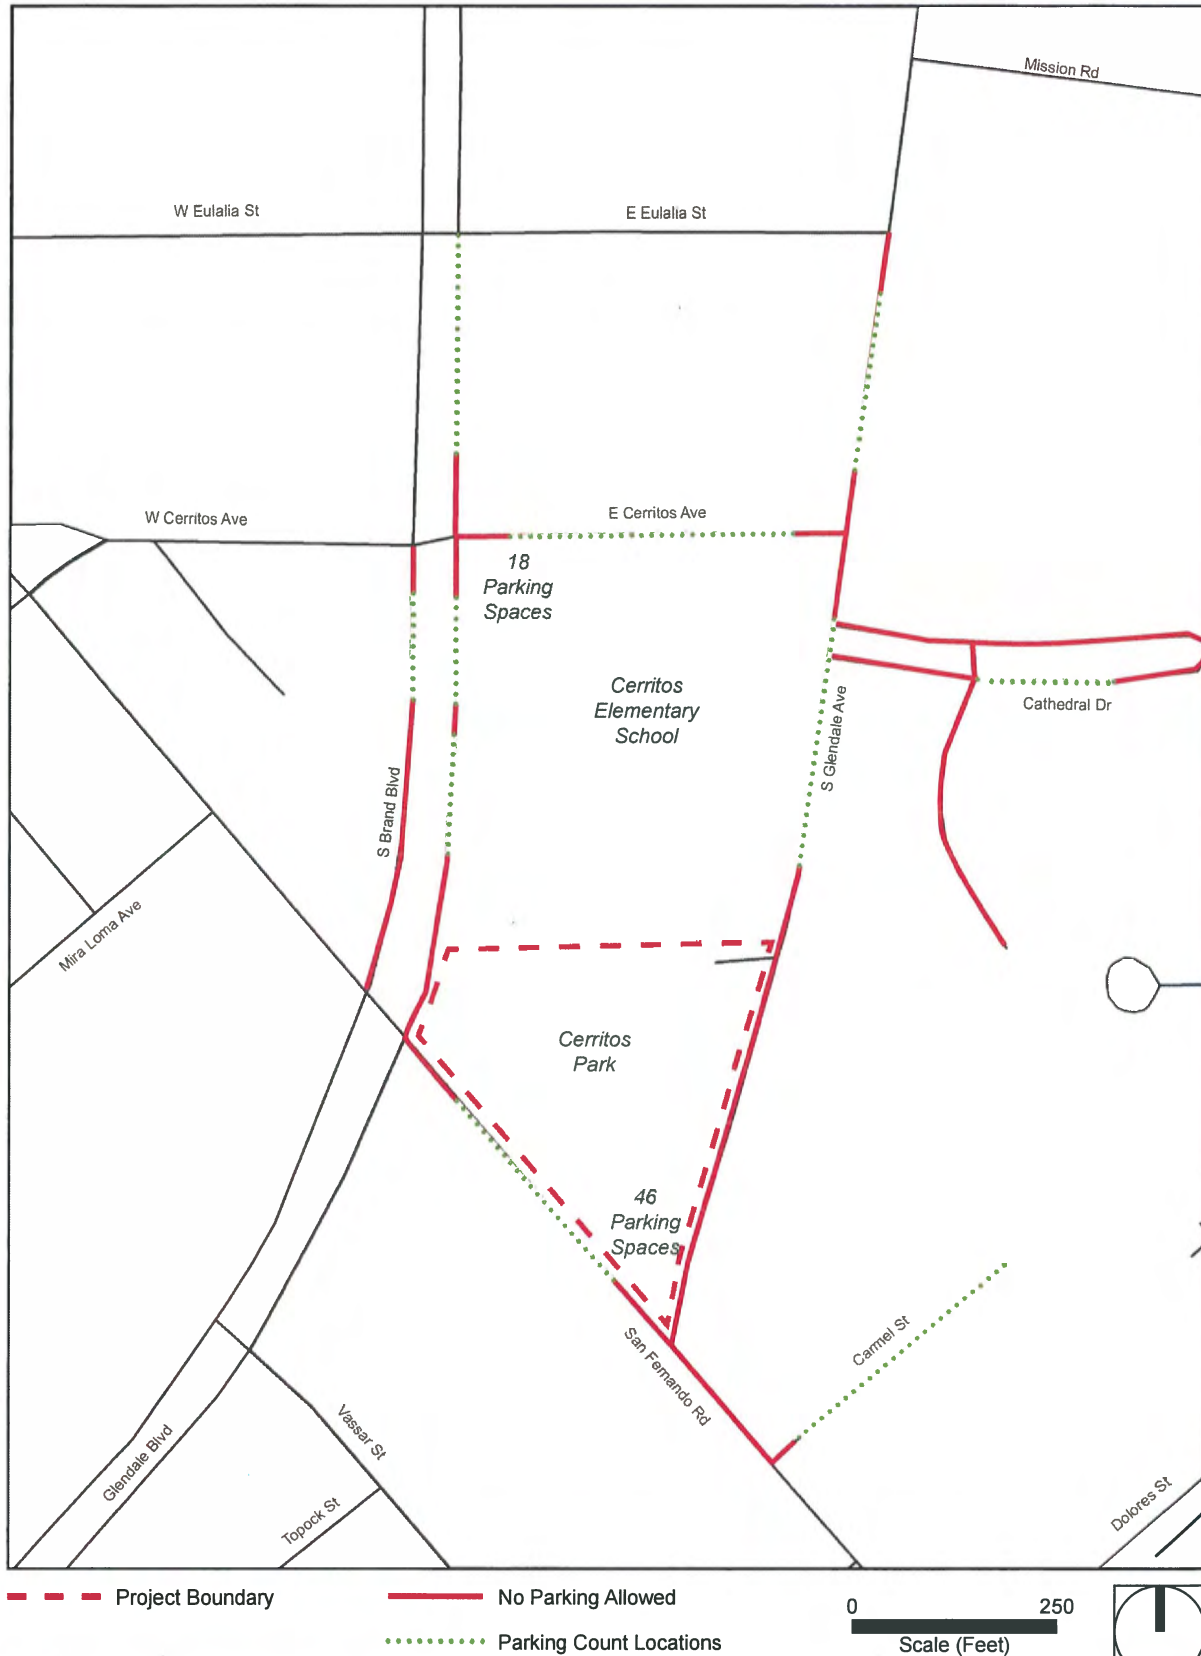 Mission Rd
W Eulalia St
E Eulalia St
W Cerritos Ave
E Cerritos Ave
18
Parking
Spaces
Cerritos
Elementary
School
S Glendale Ave
Cathedral Dr
S Brand Blvd
Mira Loma Ave
Cerritos
Park
46
Parking
Spaces
San Fernando Rd
Carmel St
Vassar St
Glendale Blvd
Topock St
Dolores St
Project Boundary
No Parking Allowed
Parking Count Locations
0 250
Scale (Feet)